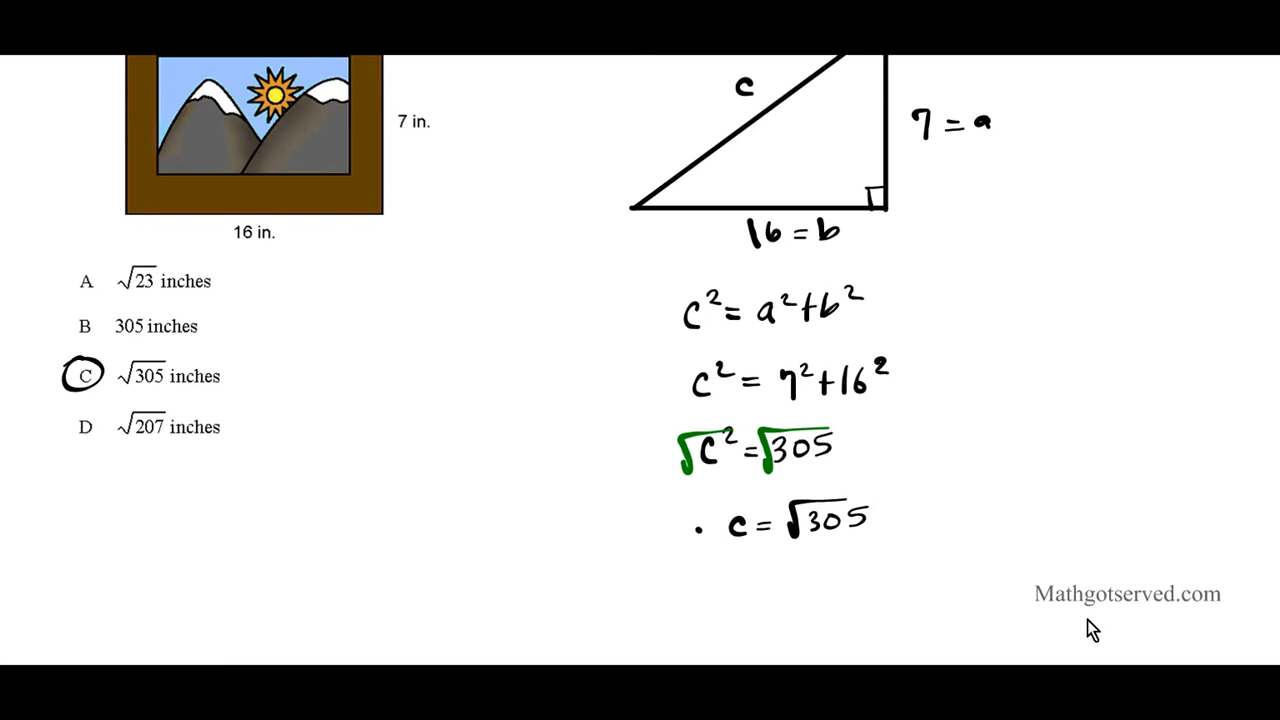 7 in.
16 in.
A √23 inches
B 305 inches
C √305 inches
D √207 inches
c
7 = a
16 = b
c² = a² + b²
c² = 7² + 16²
√c² = √305
. c = √305
Mathgotserved.com